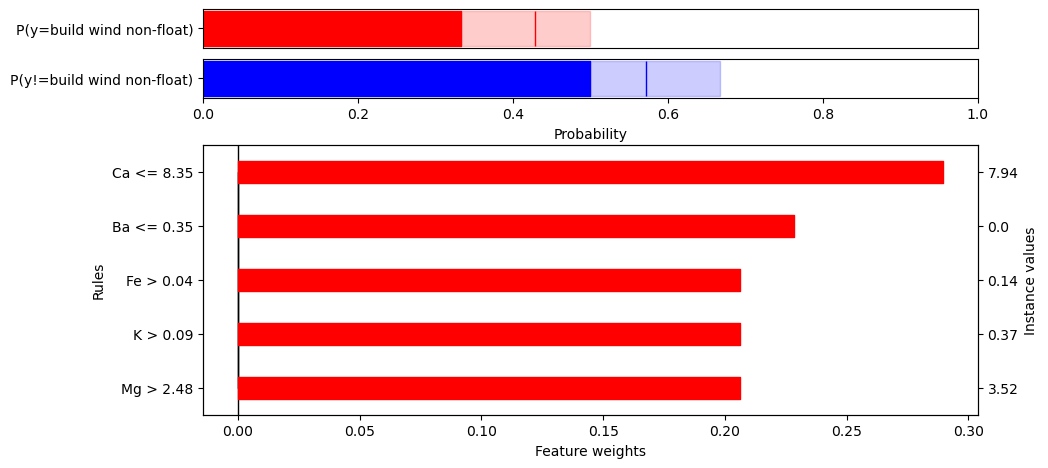 P(y=build wind non-float)
P(y!=build wind non-float)
0.0 0.2 0.4 0.6 0.8 1.0
Probability
Ca <= 8.35 7.94
Ba <= 0.35 0.0
Fe > 0.04 0.14
K > 0.09 0.37
Mg > 2.48 3.52
Rules
Instance values
0.00 0.05 0.10 0.15 0.20 0.25 0.30
Feature weights